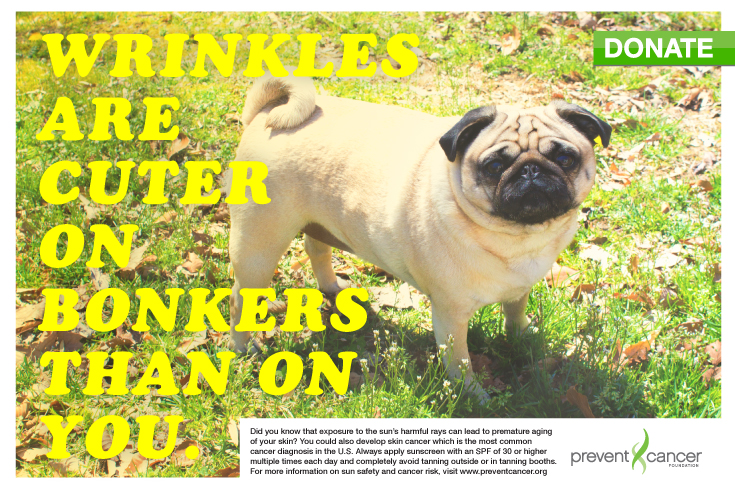 WRINKLES
ARE
CUTER
ON
BONKERS
THAN ON
YOU.
DONATE
Did you know that exposure to the sun's harmful rays can lead to premature aging
of your skin? You could also develop skin cancer which is the most common
cancer diagnosis in the U.S. Always apply sunscreen with an SPF of 30 or higher
multiple times each day and completely avoid tanning outside or in tanning booths.
For more information on sun safety and cancer risk, visit www.preventcancer.org
prevent cancer
FOUNDATION